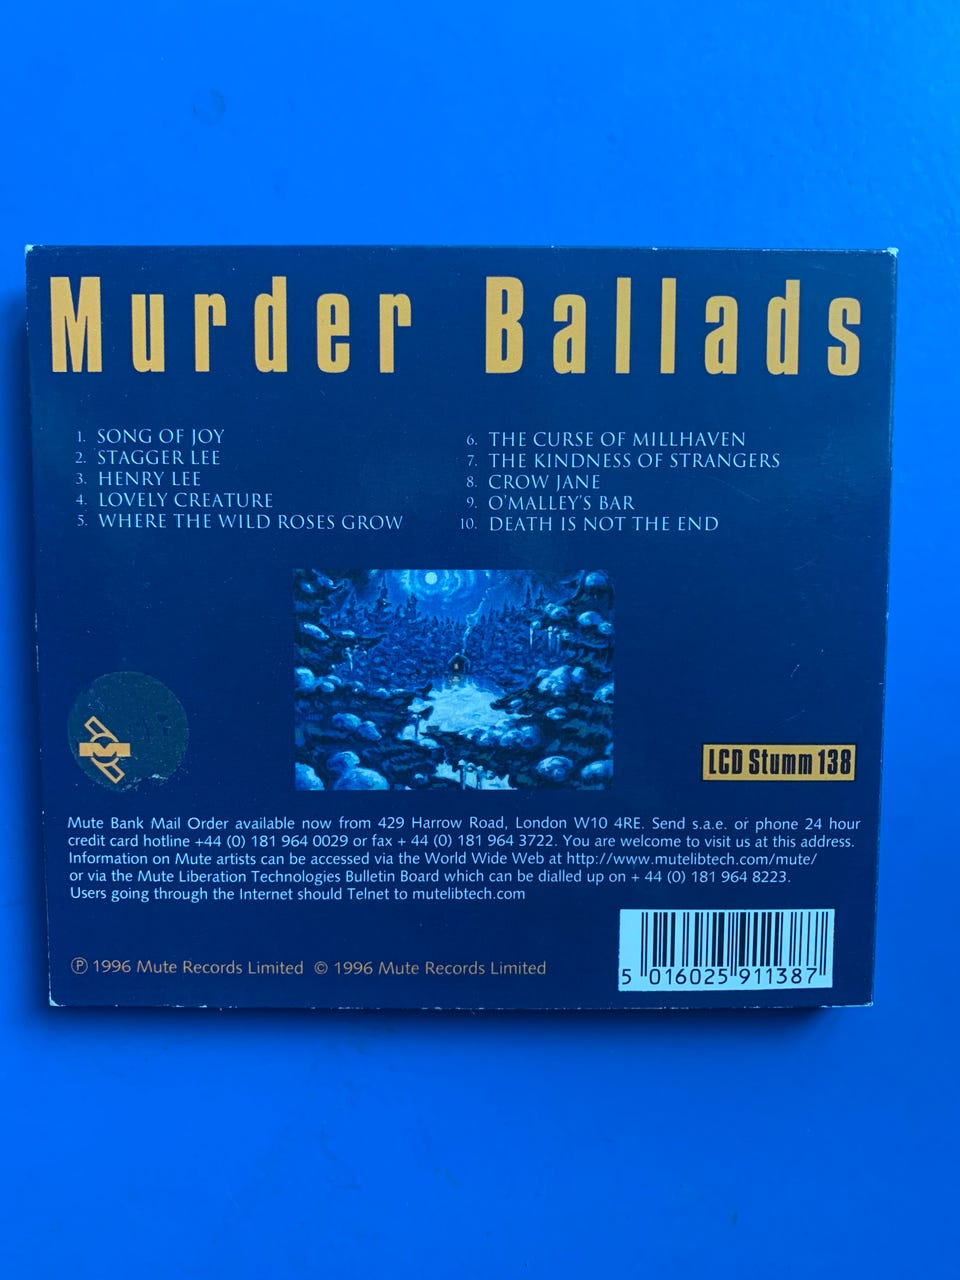 Murder Ballads
1. SONG OF JOY
2. STAGGER LEE
3. HENRY LEE
4. LOVELY CREATURE
5. WHERE THE WILD ROSES GROW
6. THE CURSE OF MILLHAVEN
7. THE KINDNESS OF STRANGERS
8. CROW JANE
9. O'MALLEY'S BAR
10. DEATH IS NOT THE END
LCD Stumm 138
Mute Bank Mail Order available now from 429 Harrow Road, London W10 4RE. Send s.a.e. or phone 24 hour
credit card hotline +44 (0) 181 964 0029 or fax + 44 (0) 181 964 3722. You are welcome to visit us at this address.
Information on Mute artists can be accessed via the World Wide Web at http://www.mutelibtech.com/mute/
or via the Mute Liberation Technologies Bulletin Board which can be dialled up on + 44 (0) 181 964 8223.
Users going through the Internet should Telnet to mutelibtech.com
℗ 1996 Mute Records Limited © 1996 Mute Records Limited
5 016025 911387